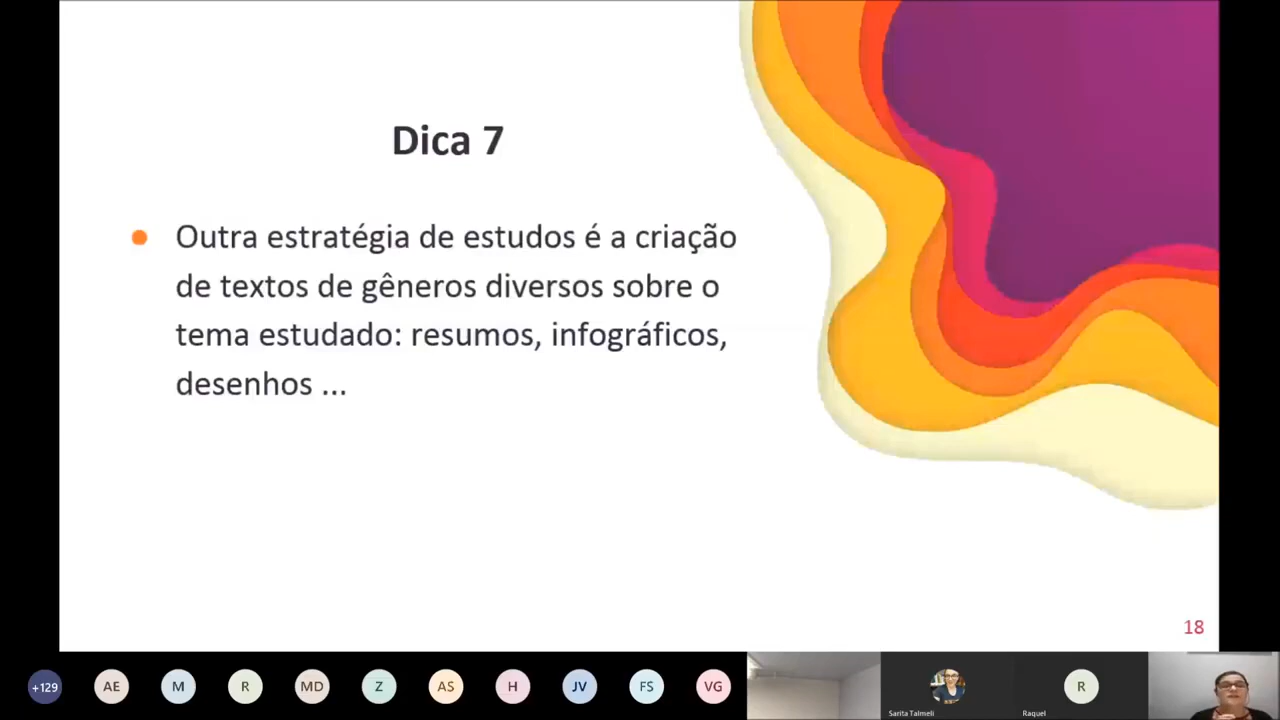 Dica 7
Outra estratégia de estudos é a criação
de textos de gêneros diversos sobre o
tema estudado: resumos, infográficos,
desenhos ...
18
+129
AE
M
R
MD
Z
AS
H
JV
FS
VG
R
Sarita Talmeli
Raquel